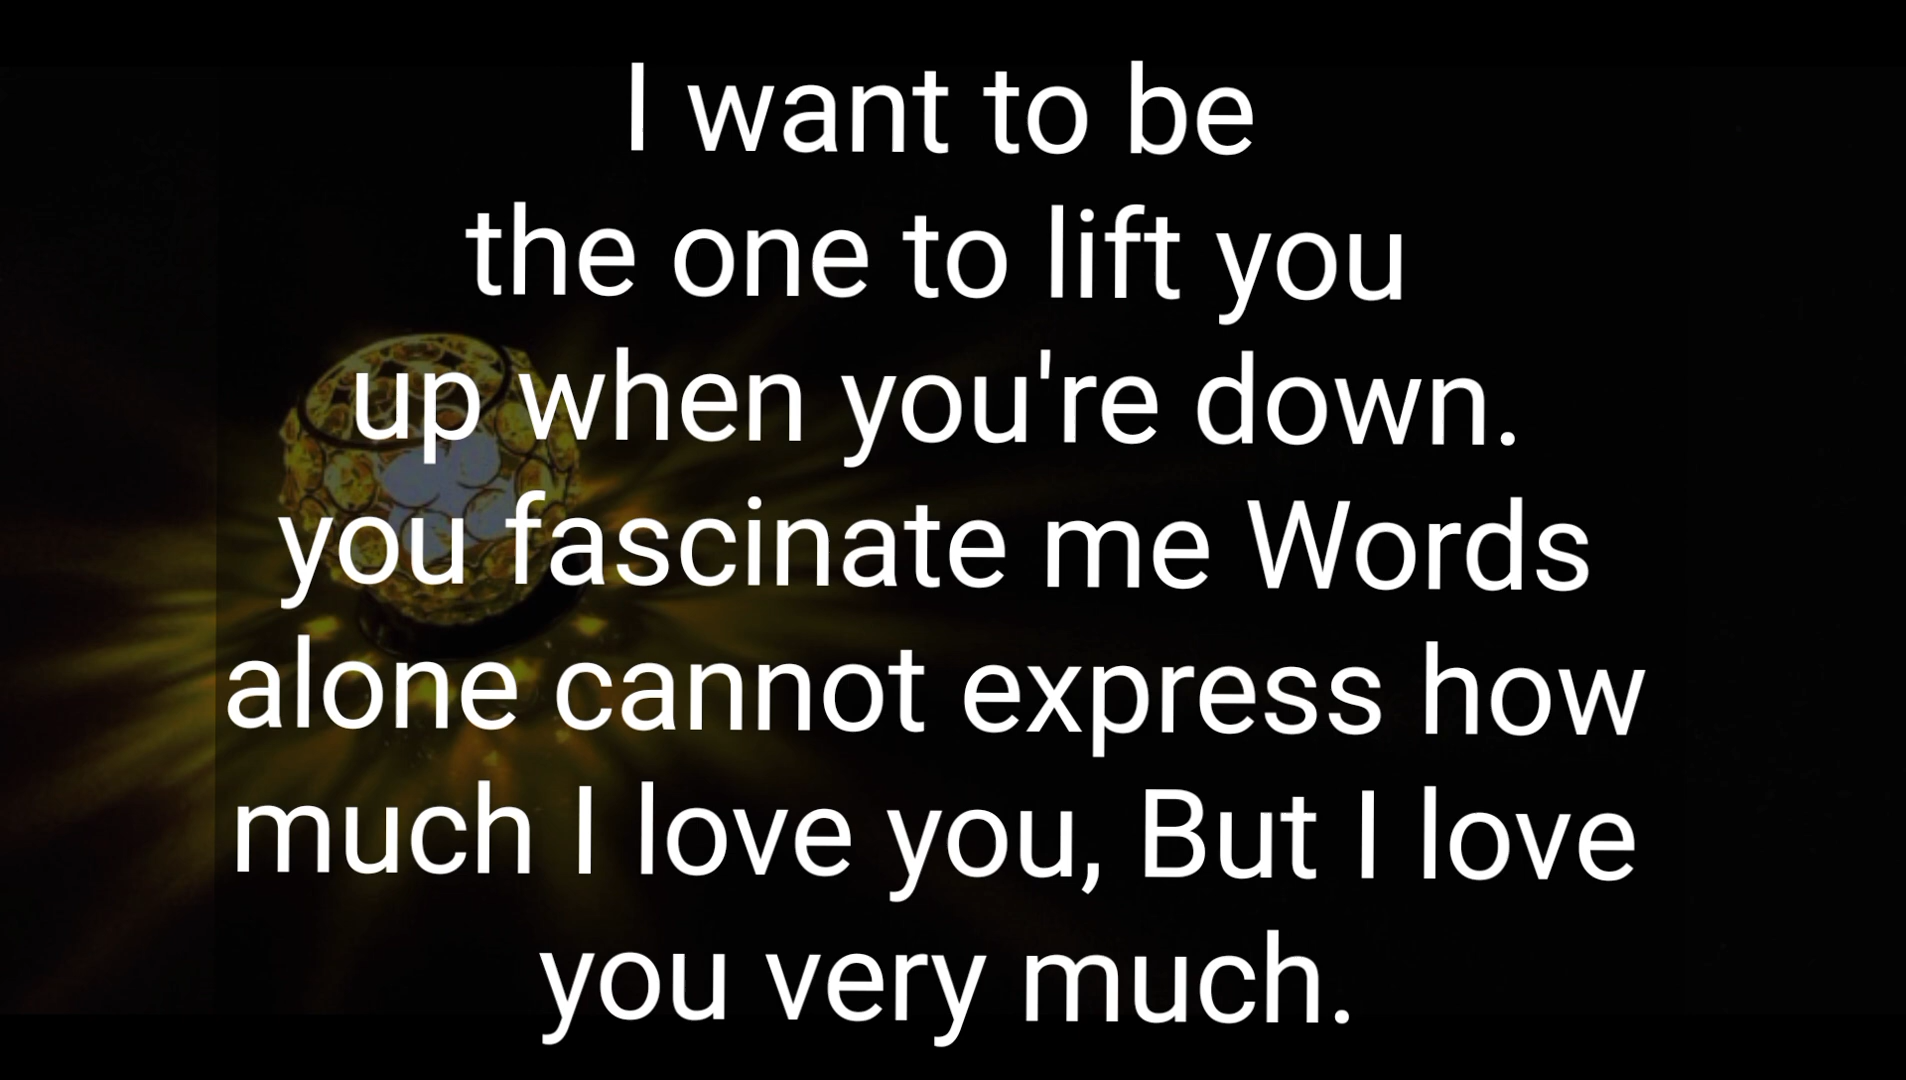 I want to be
the one to lift you
up when you're down.
you fascinate me Words
alone cannot express how
much I love you, But I love
you very much.